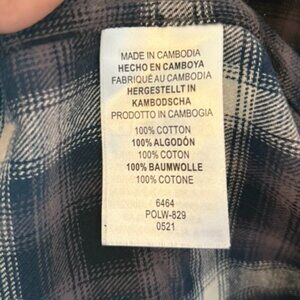 MADE IN CAMBODIA
HECHO EN CAMBOYA
FABRIQUÉ AU CAMBODIA
HERGESTELLT IN
KAMBODSCHA
PRODOTTO IN CAMBOGIA
100% COTTON
100% ALGODÓN
100% COTON
100% BAUMWOLLE
100% COTONE
6464
POLW-829
0521